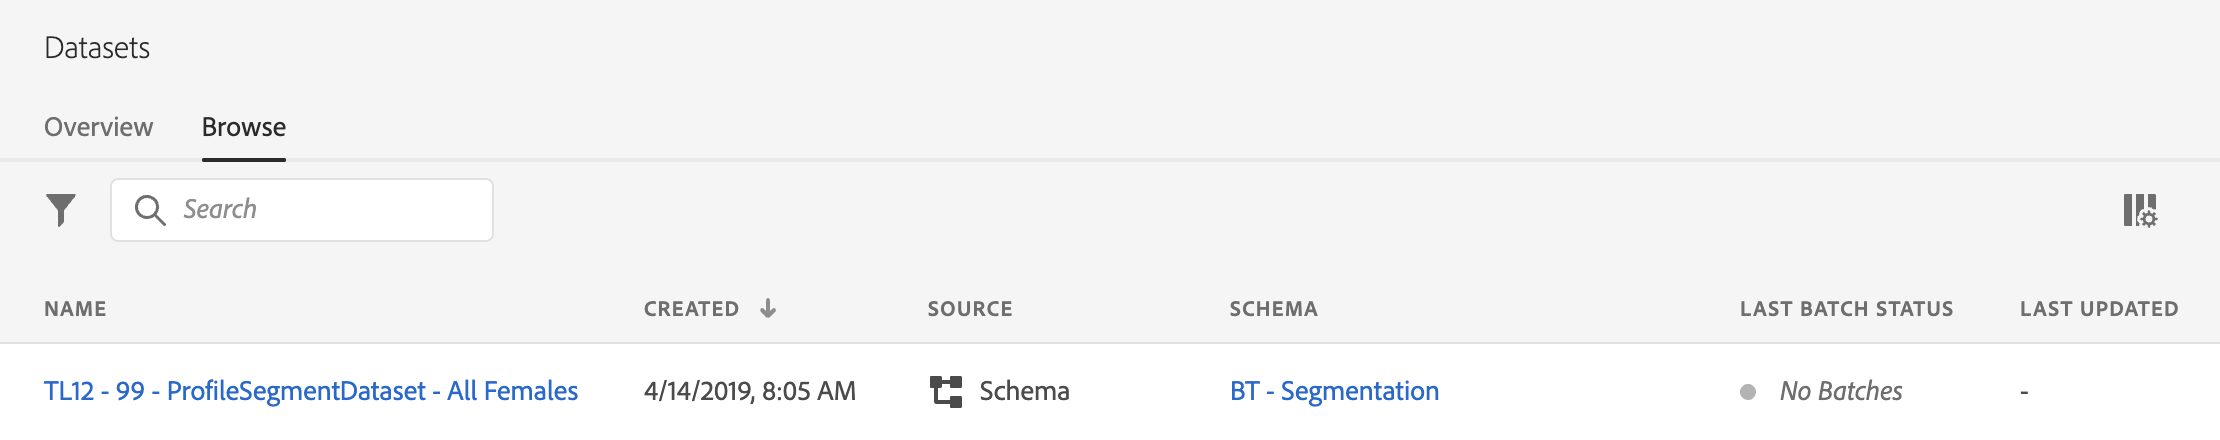 Datasets
Overview Browse
Search
NAME CREATED SOURCE SCHEMA LAST BATCH STATUS LAST UPDATED
TL12 - 99 - ProfileSegmentDataset - All Females 4/14/2019, 8:05 AM Schema BT - Segmentation No Batches -